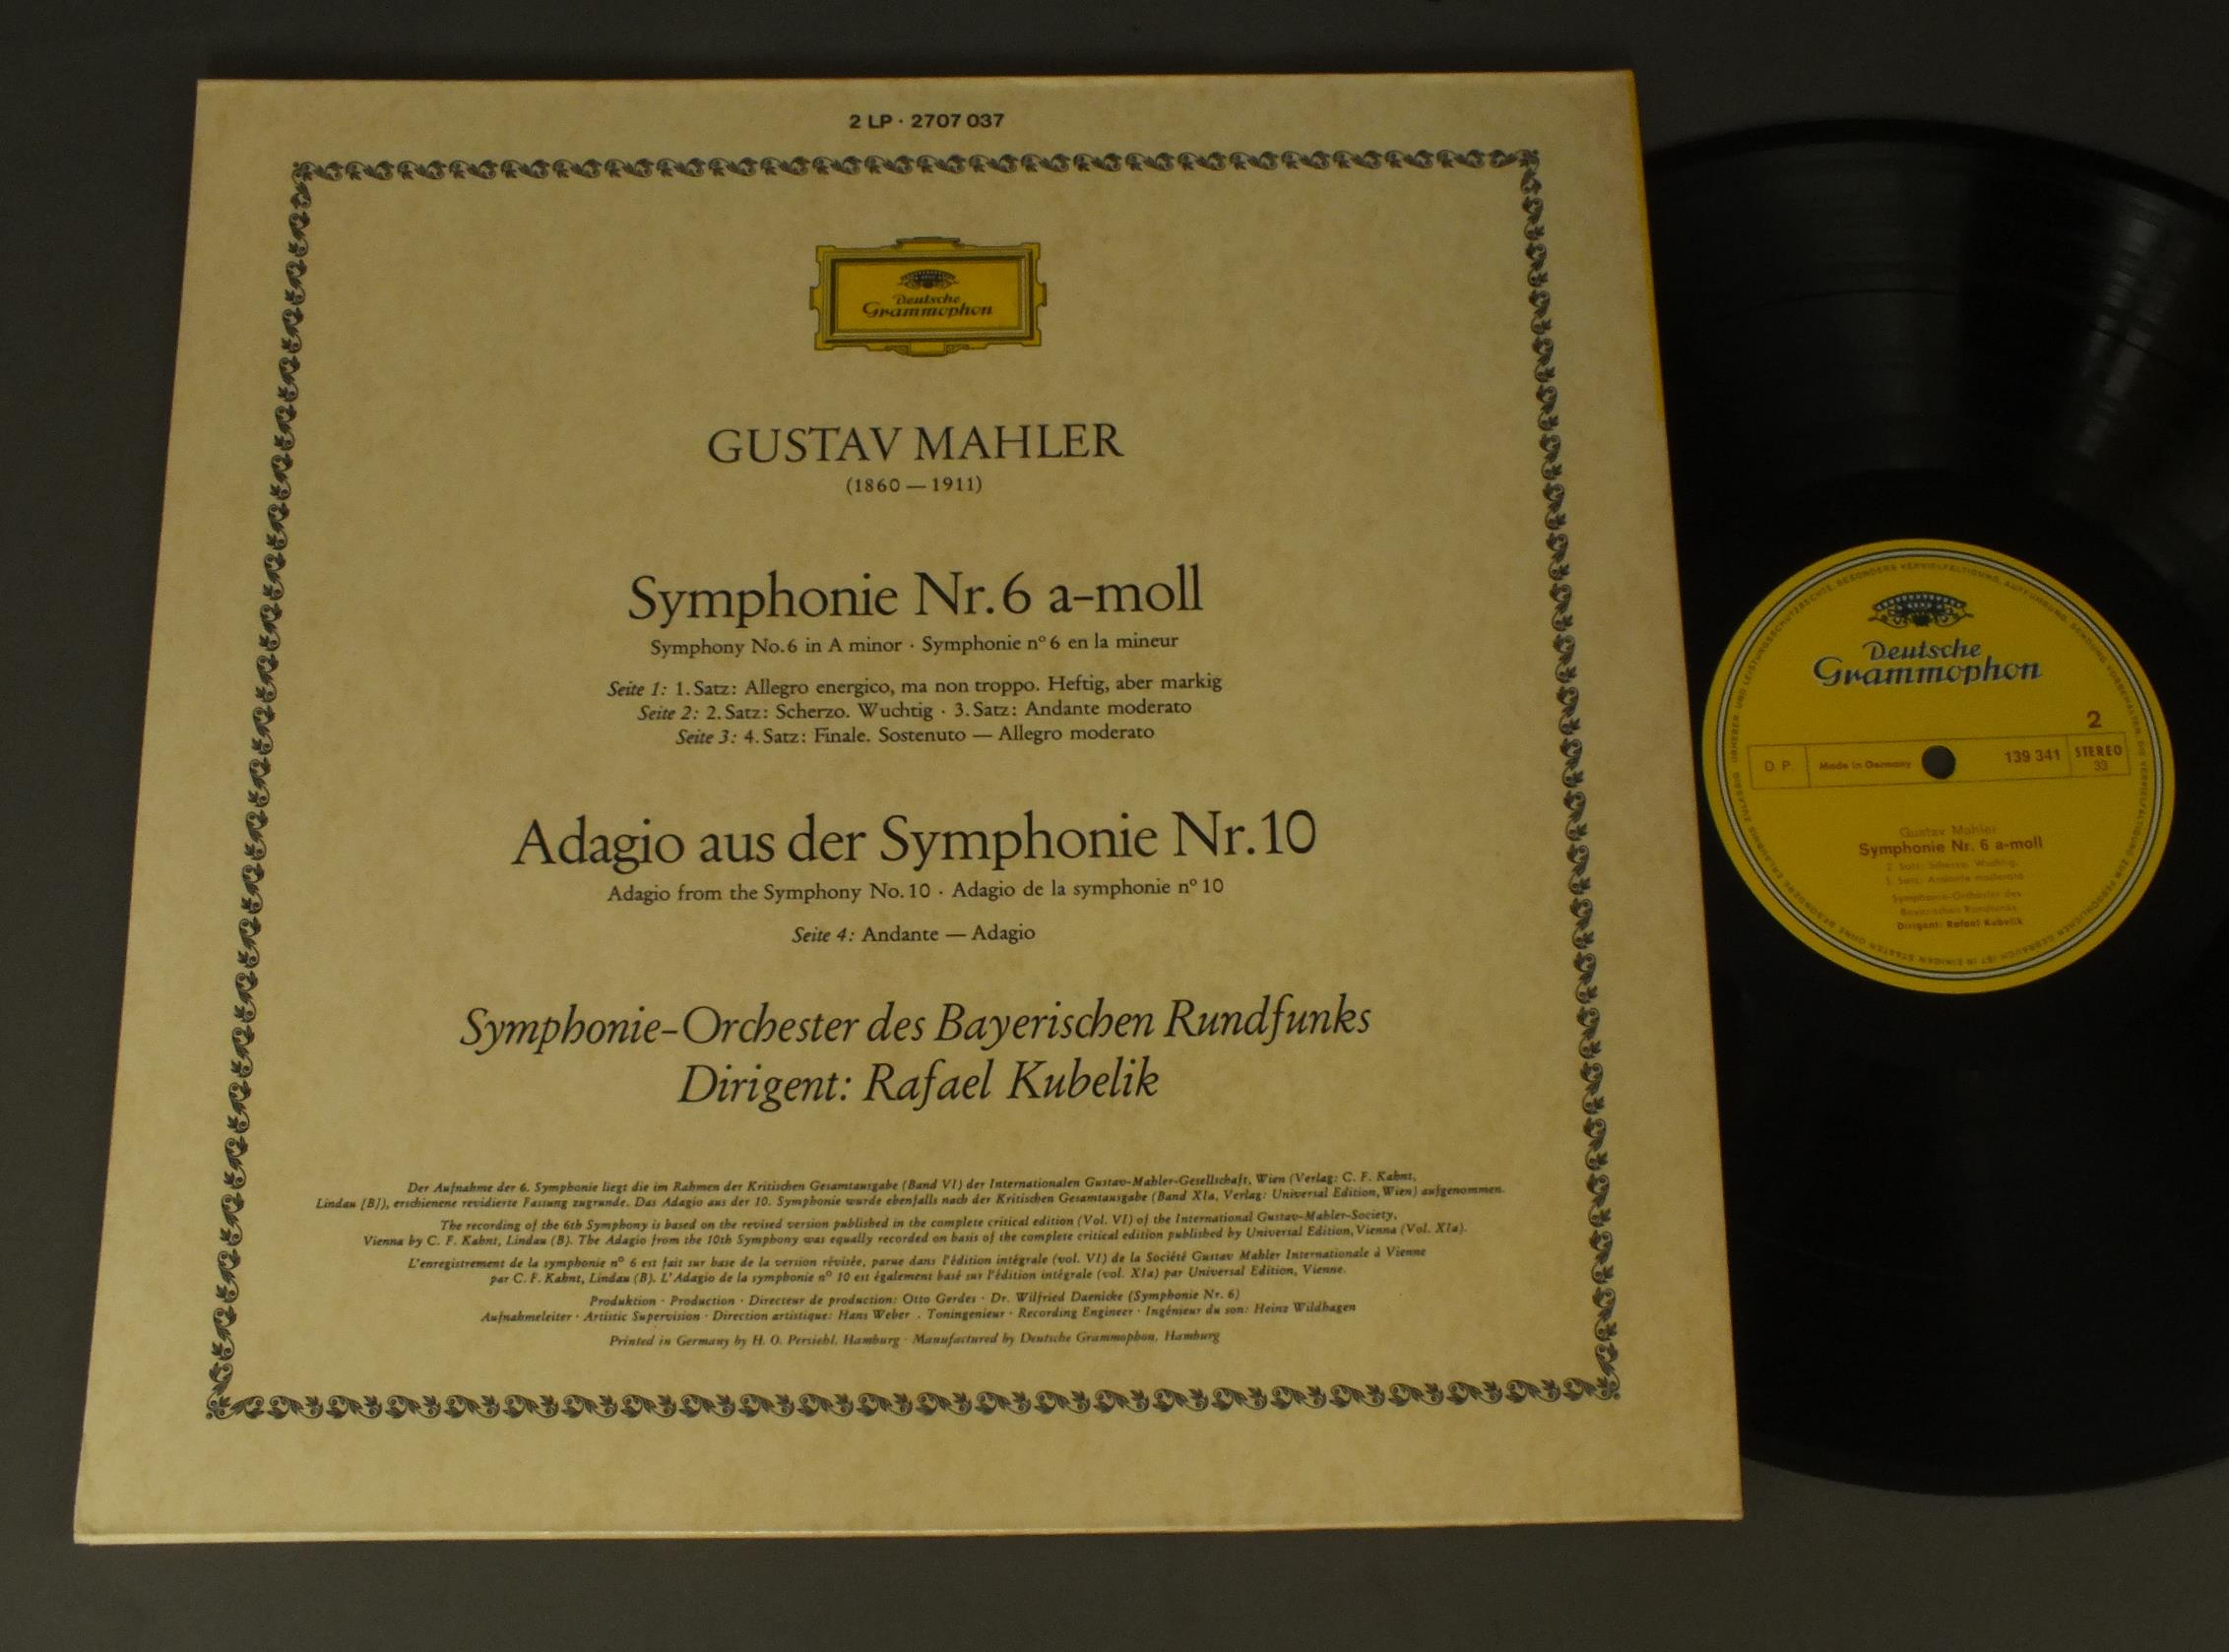 2 LP · 2707 037
Deutsche
Grammophon
GUSTAV MAHLER
(1860 — 1911)
Symphonie Nr. 6 a-moll
Symphony No. 6 in A minor · Symphonie n° 6 en la mineur
Seite 1: 1. Satz: Allegro energico, ma non troppo. Heftig, aber markig
Seite 2: 2. Satz: Scherzo. Wuchtig · 3. Satz: Andante moderato
Seite 3: 4. Satz: Finale. Sostenuto — Allegro moderato
Adagio aus der Symphonie Nr. 10
Adagio from the Symphony No. 10 · Adagio de la symphonie n° 10
Seite 4: Andante — Adagio
Symphonie-Orchester des Bayerischen Rundfunks
Dirigent: Rafael Kubelik
Der Aufnahme der 6. Symphonie liegt die im Rahmen der Kritischen Gesamtausgabe (Band VI) der Internationalen Gustav-Mahler-Gesellschaft, Wien (Verlag: C. F. Kahnt,
Lindau [B]), erschienene revidierte Fassung zugrunde. Das Adagio aus der 10. Symphonie wurde ebenfalls nach der Kritischen Gesamtausgabe (Band XIa, Verlag: Universal Edition, Wien) aufgenommen.
The recording of the 6th Symphony is based on the revised version published in the complete critical edition (Vol. VI) of the International Gustav-Mahler-Society,
Vienna by C. F. Kahnt, Lindau (B). The Adagio from the 10th Symphony was equally recorded on basis of the complete critical edition published by Universal Edition, Vienna (Vol. XIa).
L'enregistrement de la symphonie n° 6 est fait sur base de la version révisée, parue dans l'édition intégrale (vol. VI) de la Société Gustav Mahler Internationale à Vienne
par C. F. Kahnt, Lindau (B). L'Adagio de la symphonie n° 10 est également basé sur l'édition intégrale (vol. XIa) par Universal Edition, Vienne.
Produktion · Production · Directeur de production: Otto Gerdes · Dr. Wilfried Daenicke (Symphonie Nr. 6)
Aufnahmeleiter · Artistic Supervision · Direction artistique: Hans Weber . Toningenieur · Recording Engineer · Ingénieur du son: Heinz Wildhagen
Printed in Germany by H. O. Persiehl, Hamburg · Manufactured by Deutsche Grammophon, Hamburg
Deutsche
Grammophon
2
D. P. Made in Germany 139 341 STEREO
33
Gustav Mahler
Symphonie Nr. 6 a-moll
2. Satz: Scherzo. Wuchtig.
3. Satz: Andante moderato
Symphonie-Orchester des
Bayerischen Rundfunks
Dirigent: Rafael Kubelik